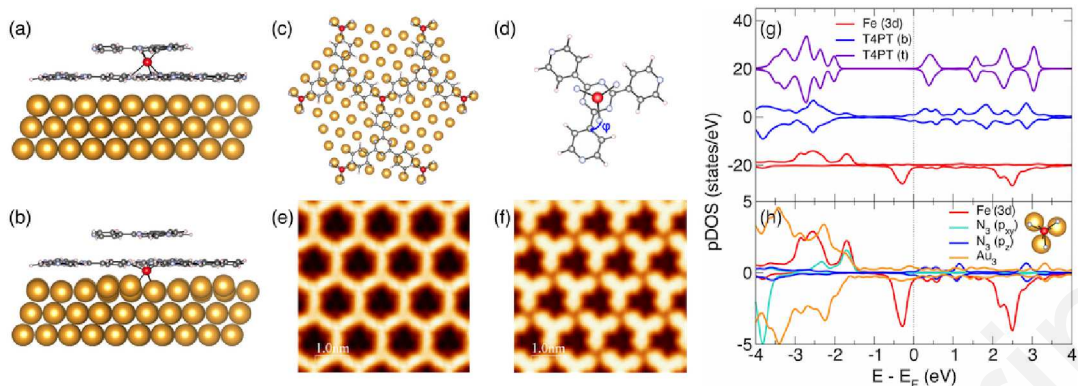 (a)
(b)
(c)
(d)
φ
(e)
1.0nm
(f)
1.0nm
(g)
Fe (3d)
T4PT (b)
T4PT (t)
20
0
-20
pDOS (states/eV)
(h)
Fe (3d)
N3 (pxy)
N3 (pz)
Au3
5
0
-5
-4 -3 -2 -1 0 1 2 3 4
E - EF (eV)